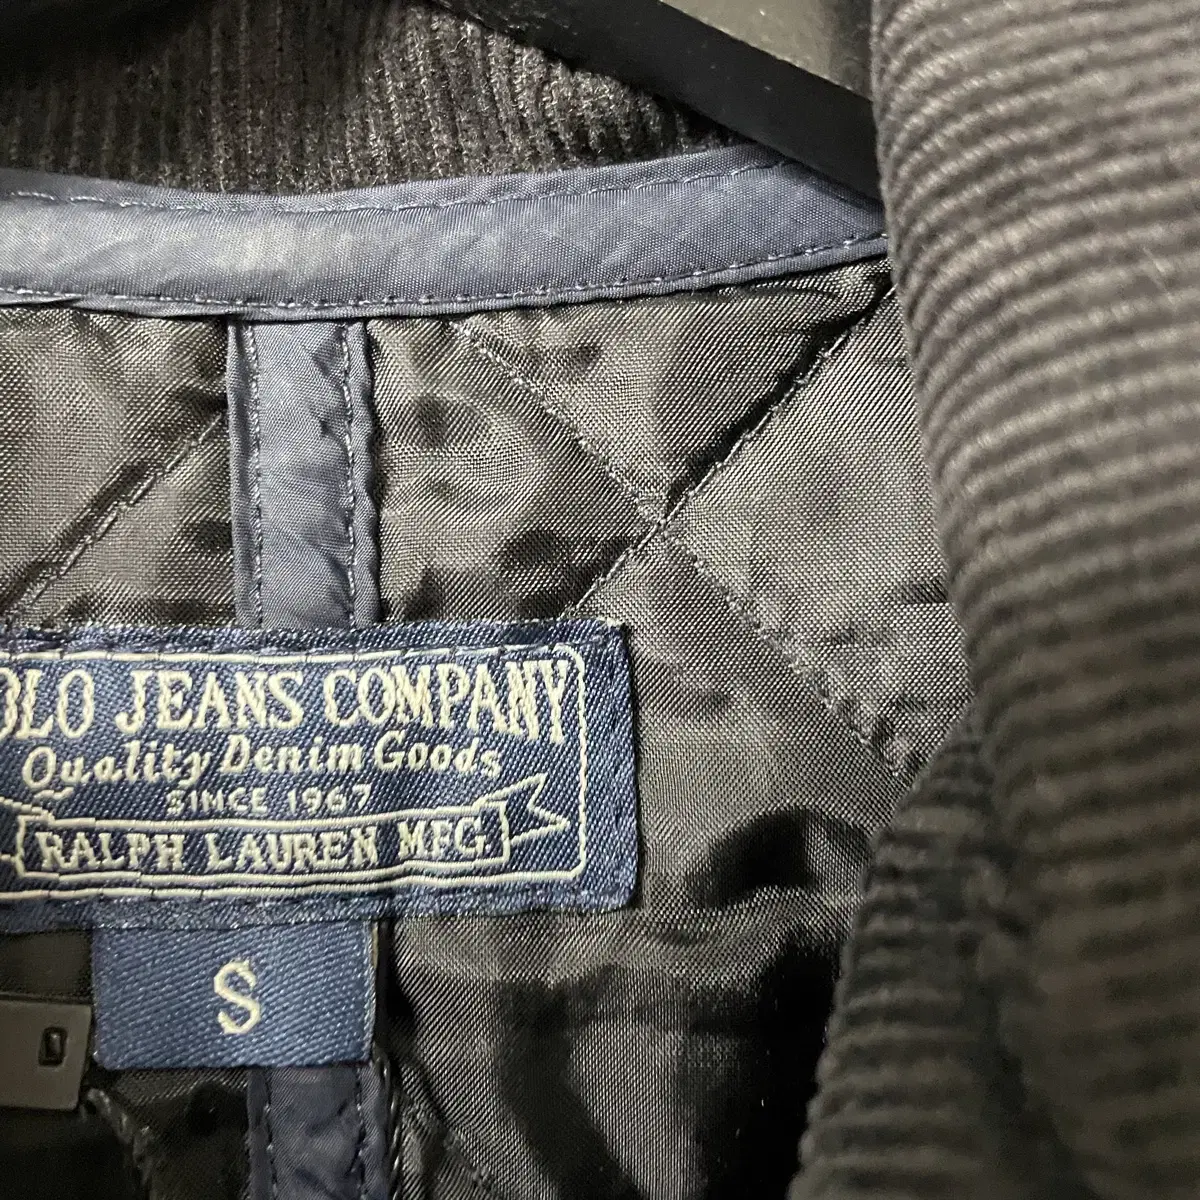 OLO JEANS COMPANY
Quality Denim Goods
SINCE 1967
RALPH LAUREN MFG.
S